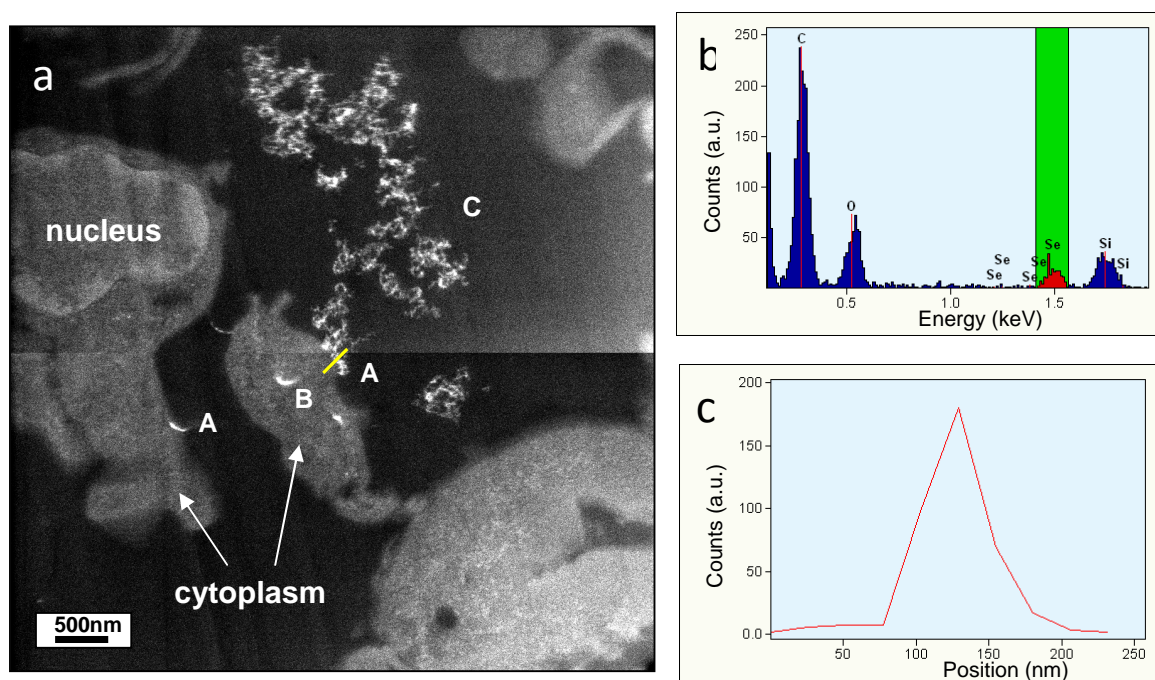 a
nucleus
C
A
B
A
cytoplasm
500nm
b
250
200
150
100
50
C
O
Se
Se
Se
Se
Se
Si
Si
0.5
1.0
1.5
Counts (a.u.)
Energy (keV)
c
200
150
100
50
0.0
50
100
150
200
250
Counts (a.u.)
Position (nm)